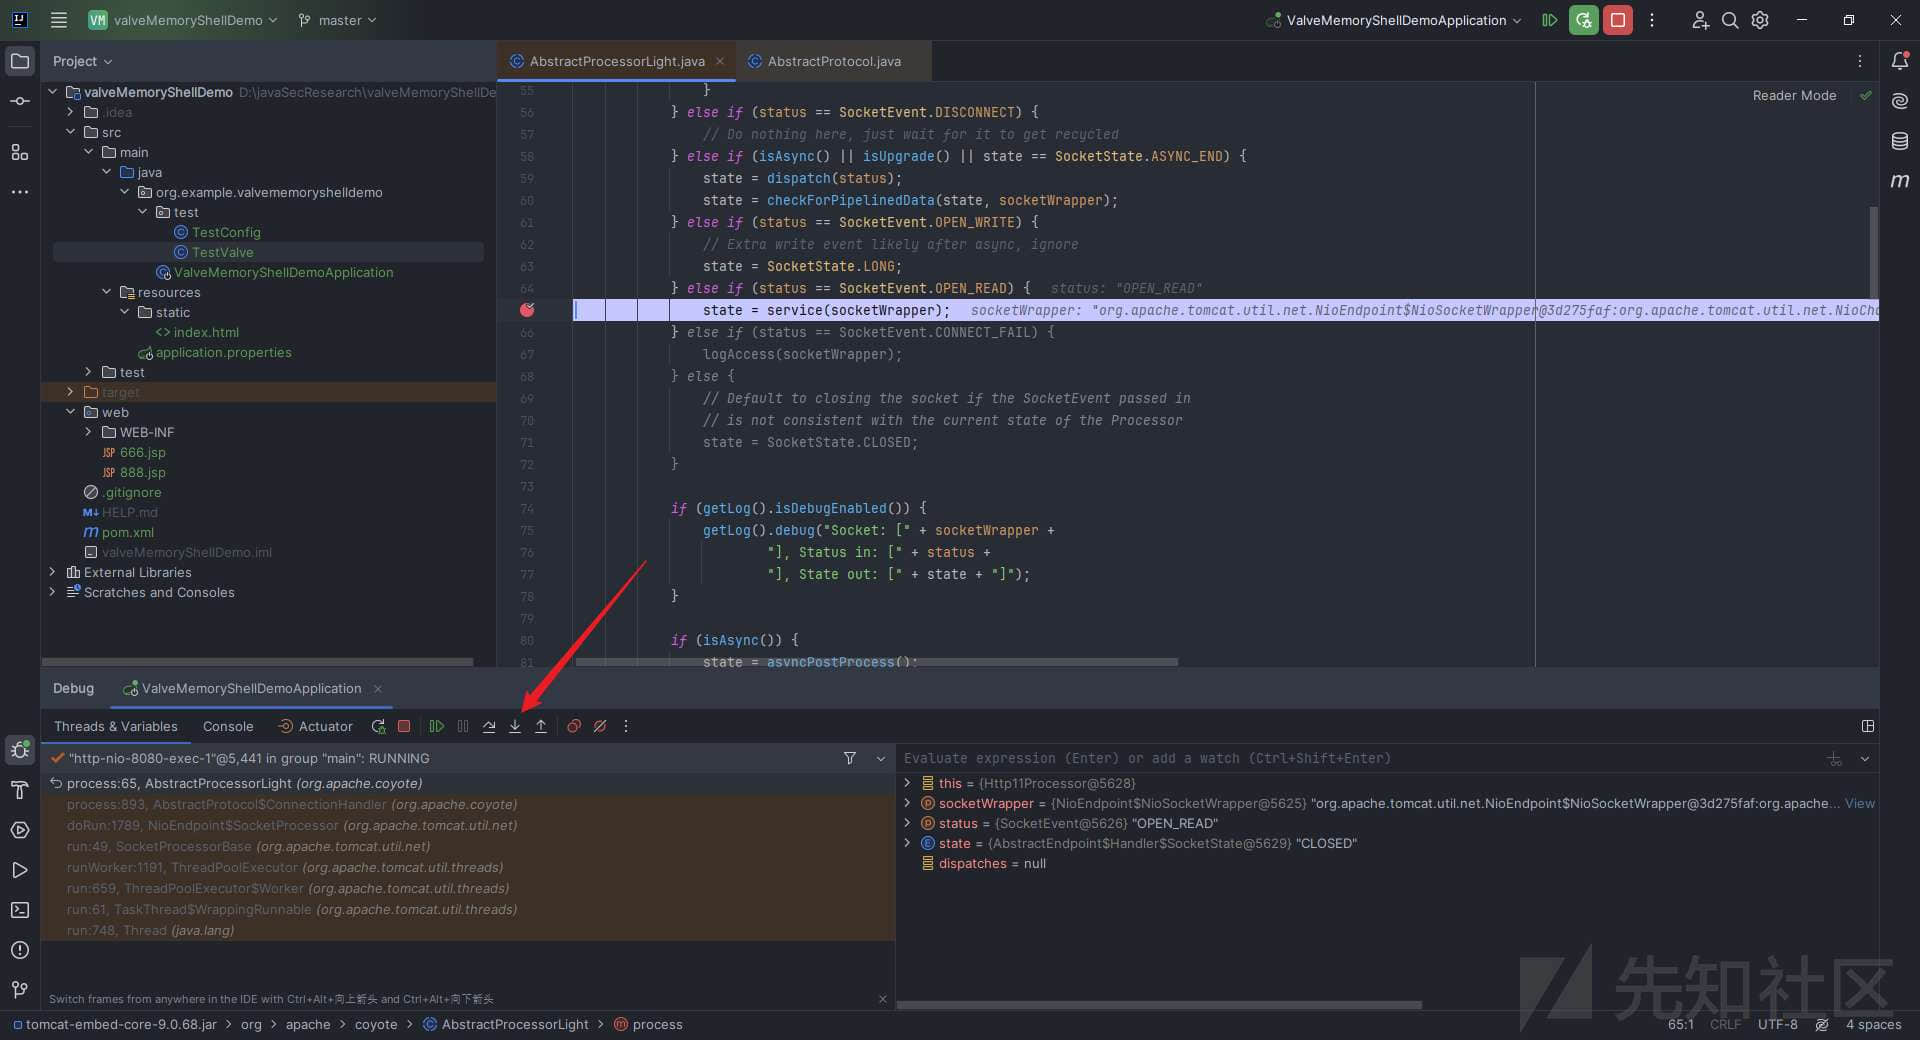 VM valveMemoryShellDemo
master
ValveMemoryShellDemoApplication
Project
AbstractProcessorLight.java
AbstractProtocol.java
Reader Mode
valveMemoryShellDemo D:\javaSecResearch\valveMemoryShellDe
.idea
src
main
java
org.example.valvememoryshelldemo
test
TestConfig
TestValve
ValveMemoryShellDemoApplication
resources
static
index.html
application.properties
test
target
web
WEB-INF
JSP 666.jsp
JSP 888.jsp
.gitignore
M↓ HELP.md
m pom.xml
valveMemoryShellDemo.iml
External Libraries
Scratches and Consoles
55 }
56 } else if (status == SocketEvent.DISCONNECT) {
57 // Do nothing here, just wait for it to get recycled
58 } else if (isAsync() || isUpgrade() || state == SocketState.ASYNC_END) {
59 state = dispatch(status);
60 state = checkForPipelinedData(state, socketWrapper);
61 } else if (status == SocketEvent.OPEN_WRITE) {
62 // Extra write event likely after async, ignore
63 state = SocketState.LONG;
64 } else if (status == SocketEvent.OPEN_READ) { status: "OPEN_READ"
state = service(socketWrapper); socketWrapper: "org.apache.tomcat.util.net.NioEndpoint$NioSocketWrapper@3d275faf:org.apache.tomcat.util.net.NioCha
66 } else if (status == SocketEvent.CONNECT_FAIL) {
67 logAccess(socketWrapper);
68 } else {
69 // Default to closing the socket if the SocketEvent passed in
70 // is not consistent with the current state of the Processor
71 state = SocketState.CLOSED;
72 }
73
74 if (getLog().isDebugEnabled()) {
75 getLog().debug("Socket: [" + socketWrapper +
76 "], Status in: [" + status +
77 "], State out: [" + state + "]");
78 }
79
80 if (isAsync()) {
81 state = asyncPostProcess();
Debug
ValveMemoryShellDemoApplication
Threads & Variables
Console
Actuator
"http-nio-8080-exec-1"@5,441 in group "main": RUNNING
process:65, AbstractProcessorLight (org.apache.coyote)
process:893, AbstractProtocol$ConnectionHandler (org.apache.coyote)
doRun:1789, NioEndpoint$SocketProcessor (org.apache.tomcat.util.net)
run:49, SocketProcessorBase (org.apache.tomcat.util.net)
runWorker:1191, ThreadPoolExecutor (org.apache.tomcat.util.threads)
run:659, ThreadPoolExecutor$Worker (org.apache.tomcat.util.threads)
run:61, TaskThread$WrappingRunnable (org.apache.tomcat.util.threads)
run:748, Thread (java.lang)
Switch frames from anywhere in the IDE with Ctrl+Alt+向上箭头 and Ctrl+Alt+向下箭头
Evaluate expression (Enter) or add a watch (Ctrl+Shift+Enter)
this = {Http11Processor@5628}
socketWrapper = {NioEndpoint$NioSocketWrapper@5625} "org.apache.tomcat.util.net.NioEndpoint$NioSocketWrapper@3d275faf:org.apache... View
status = {SocketEvent@5626} "OPEN_READ"
state = {AbstractEndpoint$Handler$SocketState@5629} "CLOSED"
dispatches = null
先知社区
tomcat-embed-core-9.0.68.jar > org > apache > coyote > AbstractProcessorLight > process
65:1 CRLF UTF-8 4 spaces